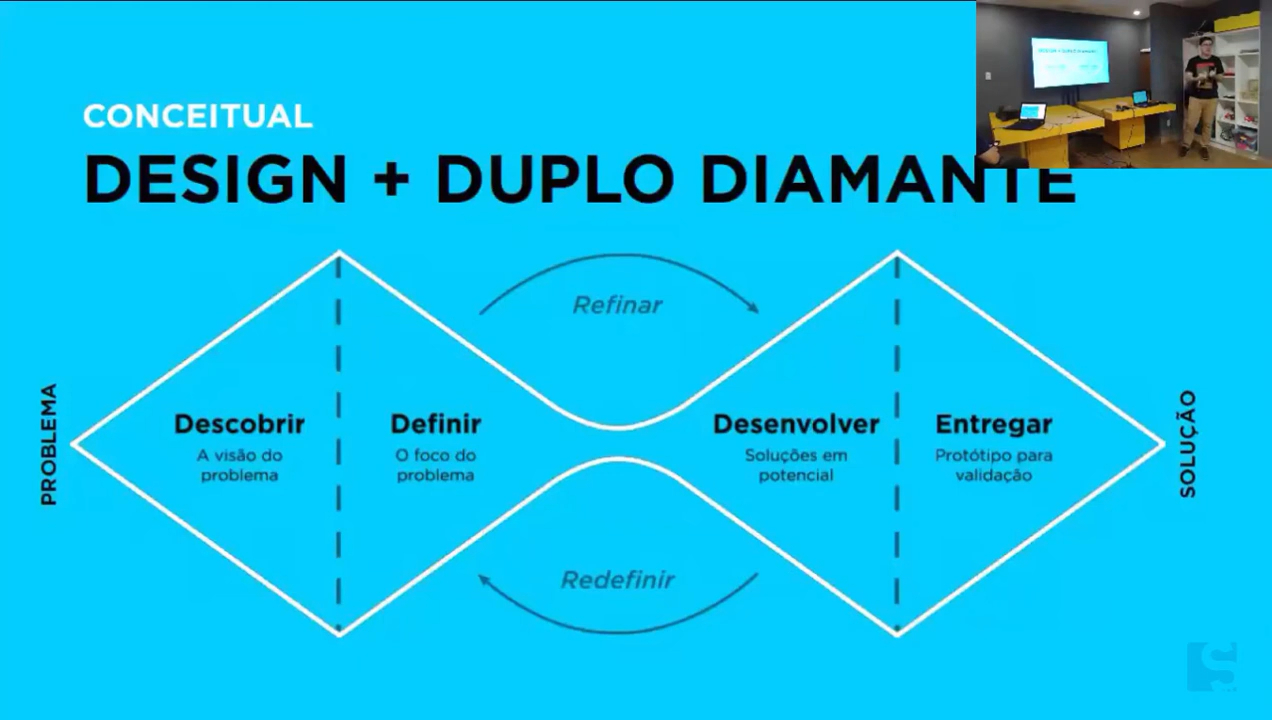 CONCEITUAL
DESIGN + DUPLO DIAMANTE
Refinar
PROBLEMA
Descobrir
A visão do
problema
Definir
O foco do
problema
Desenvolver
Soluções em
potencial
Entregar
Protótipo para
validação
SOLUÇÃO
Redefinir
S